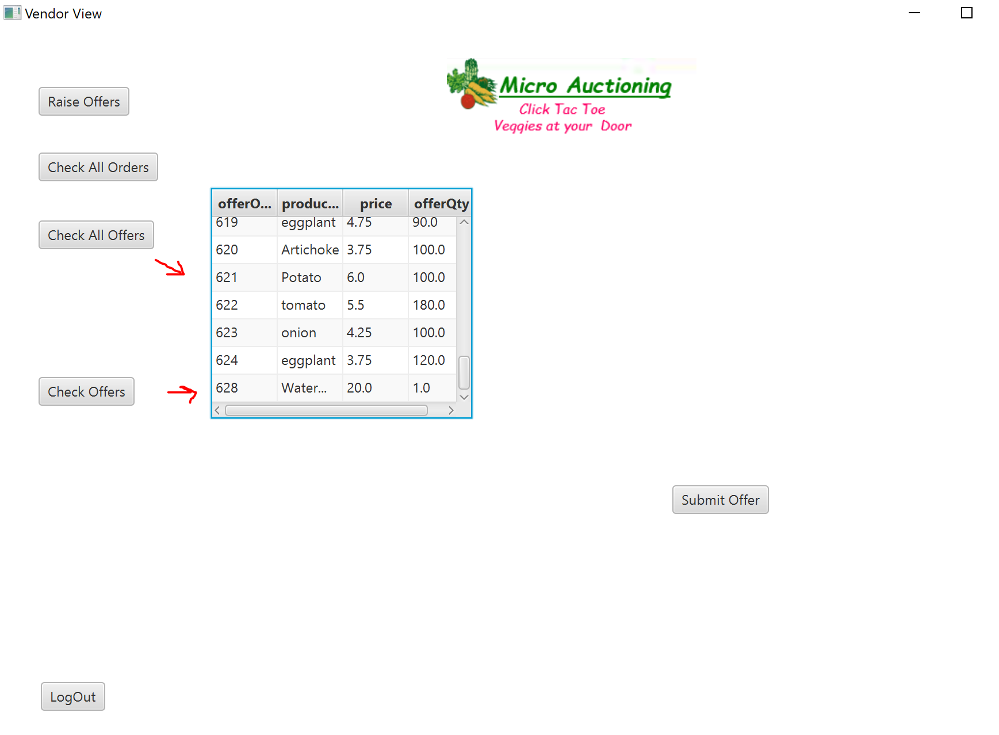 Vendor View
Micro Auctioning
Click Tac Toe
Veggies at your Door
Raise Offers
Check All Orders
Check All Offers
offerO... produc... price offerQty
619 eggplant 4.75 90.0
620 Artichoke 3.75 100.0
621 Potato 6.0 100.0
622 tomato 5.5 180.0
623 onion 4.25 100.0
624 eggplant 3.75 120.0
628 Water... 20.0 1.0
Check Offers
Submit Offer
LogOut